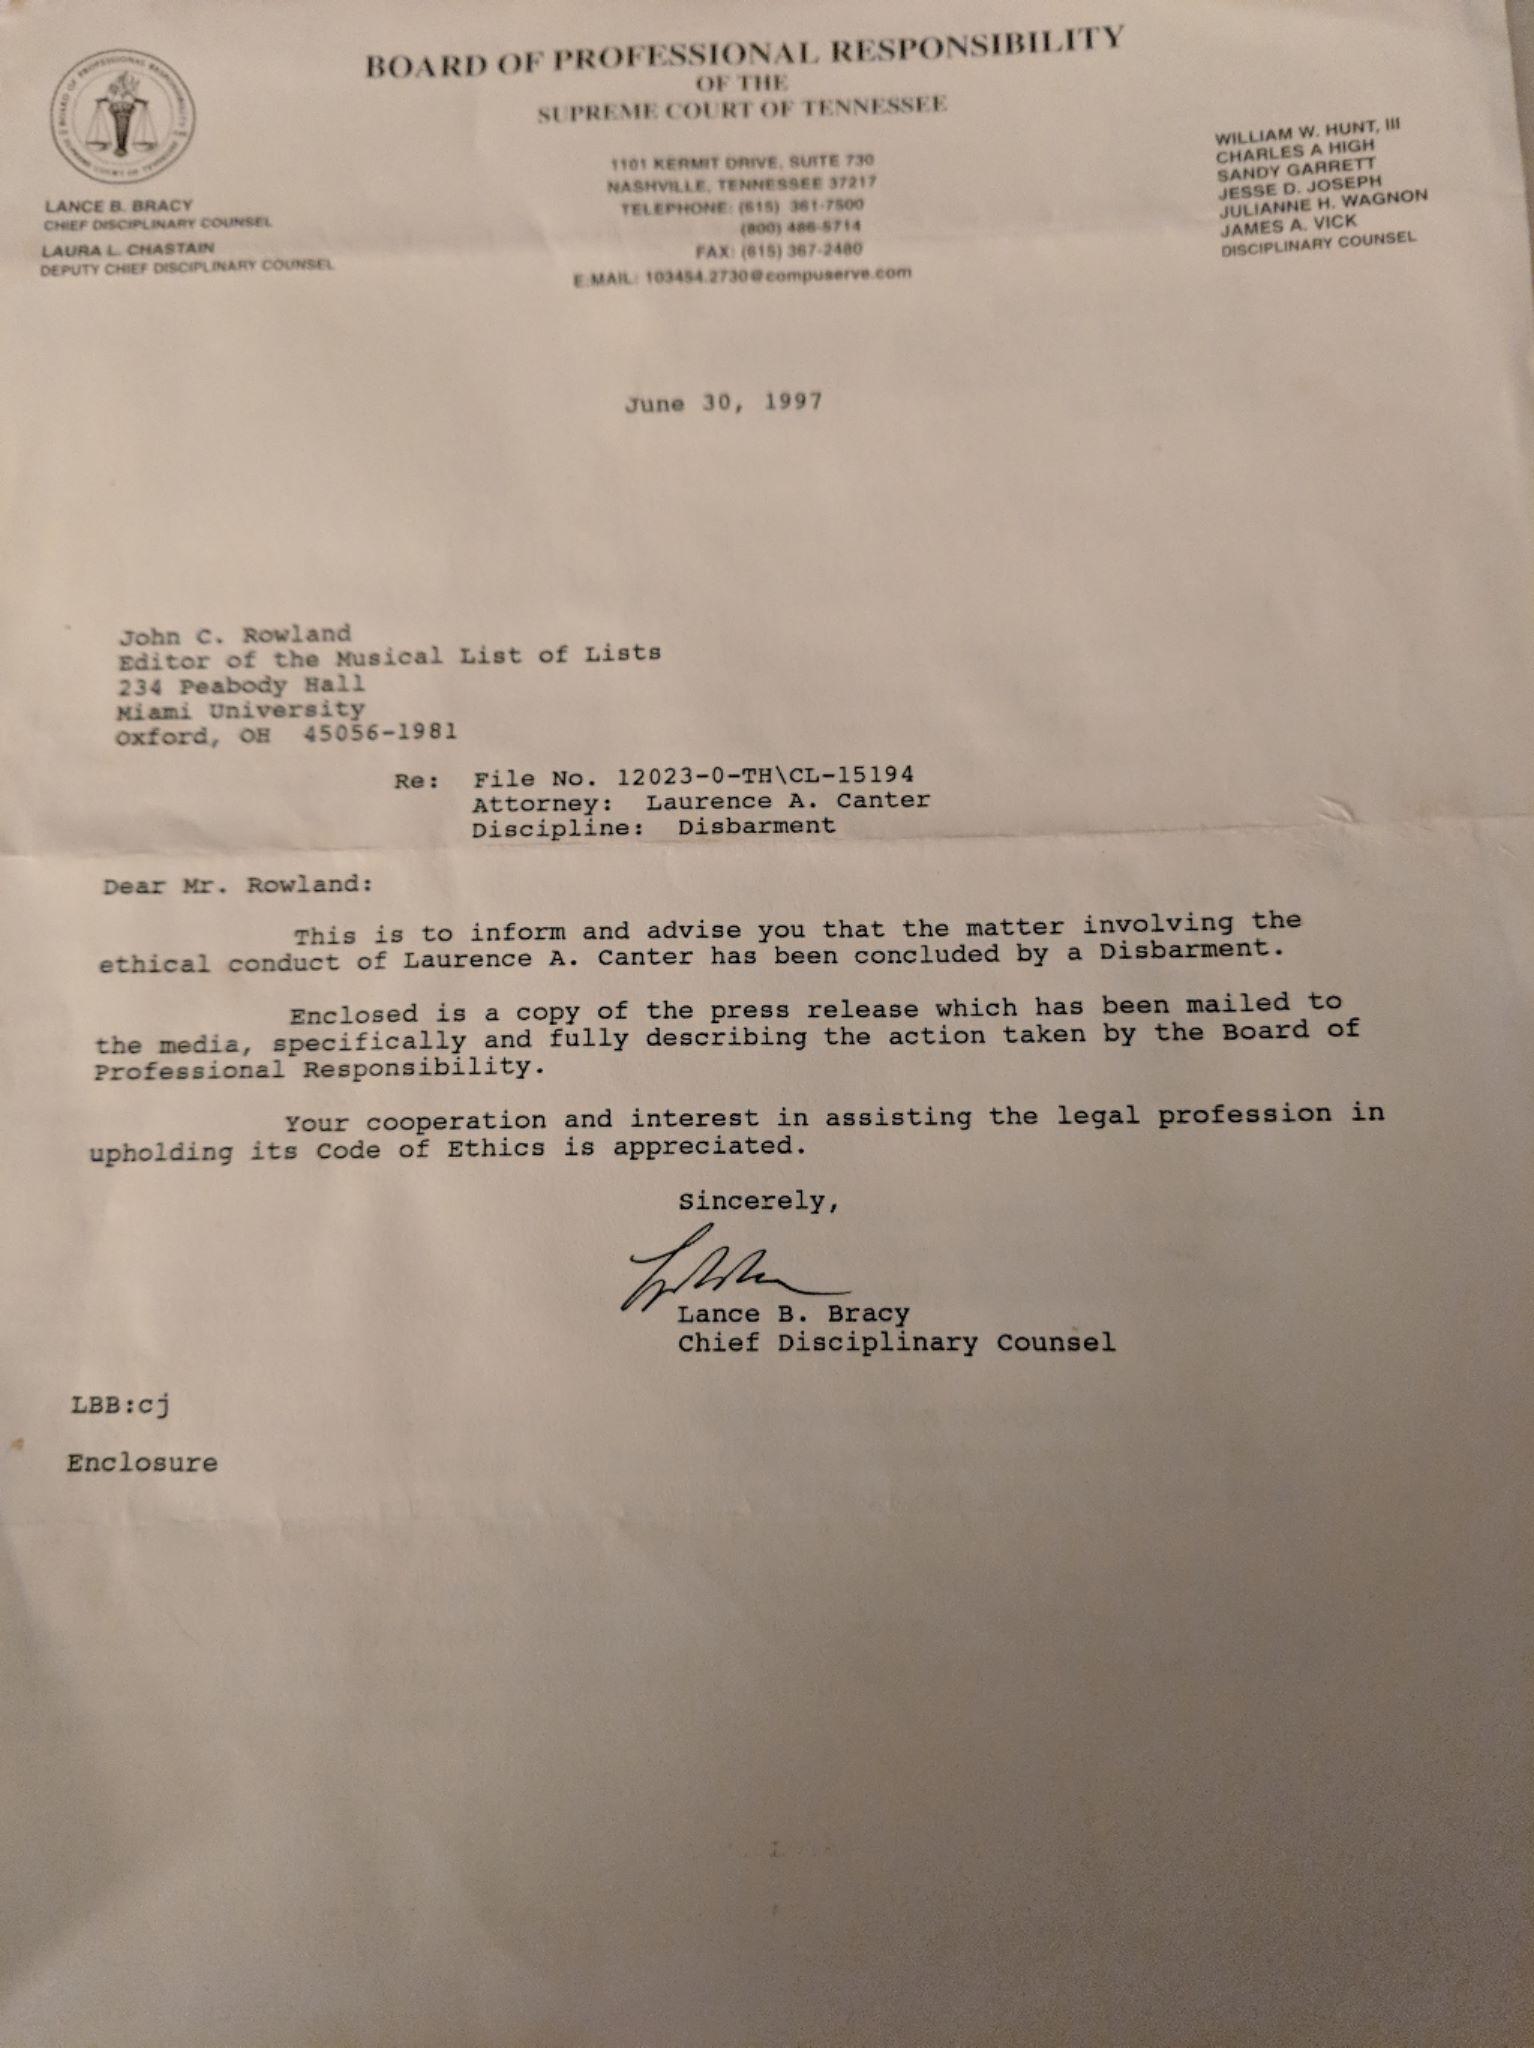 BOARD OF PROFESSIONAL RESPONSIBILITY
OF THE
SUPREME COURT OF TENNESSEE
BOARD OF PROFESSIONAL RESPONSIBILITY
SUPREME COURT OF TENNESSEE
LANCE B. BRACY
CHIEF DISCIPLINARY COUNSEL
LAURA L. CHASTAIN
DEPUTY CHIEF DISCIPLINARY COUNSEL
1101 KERMIT DRIVE, SUITE 730
NASHVILLE, TENNESSEE 37217
TELEPHONE: (615) 361-7500
(800) 486-5714
FAX: (615) 367-2480
E.MAIL: 103454.2730@compuserve.com
WILLIAM W. HUNT, III
CHARLES A HIGH
SANDY GARRETT
JESSE D. JOSEPH
JULIANNE H. WAGNON
JAMES A. VICK
DISCIPLINARY COUNSEL
June 30, 1997
John C. Rowland
Editor of the Musical List of Lists
234 Peabody Hall
Miami University
Oxford, OH 45056-1981
Re: File No. 12023-0-TH\CL-15194
Attorney: Laurence A. Canter
Discipline: Disbarment
Dear Mr. Rowland:
This is to inform and advise you that the matter involving the
ethical conduct of Laurence A. Canter has been concluded by a Disbarment.
Enclosed is a copy of the press release which has been mailed to
the media, specifically and fully describing the action taken by the Board of
Professional Responsibility.
Your cooperation and interest in assisting the legal profession in
upholding its Code of Ethics is appreciated.
Sincerely,
Lance B. Bracy
Chief Disciplinary Counsel
LBB:cj
Enclosure